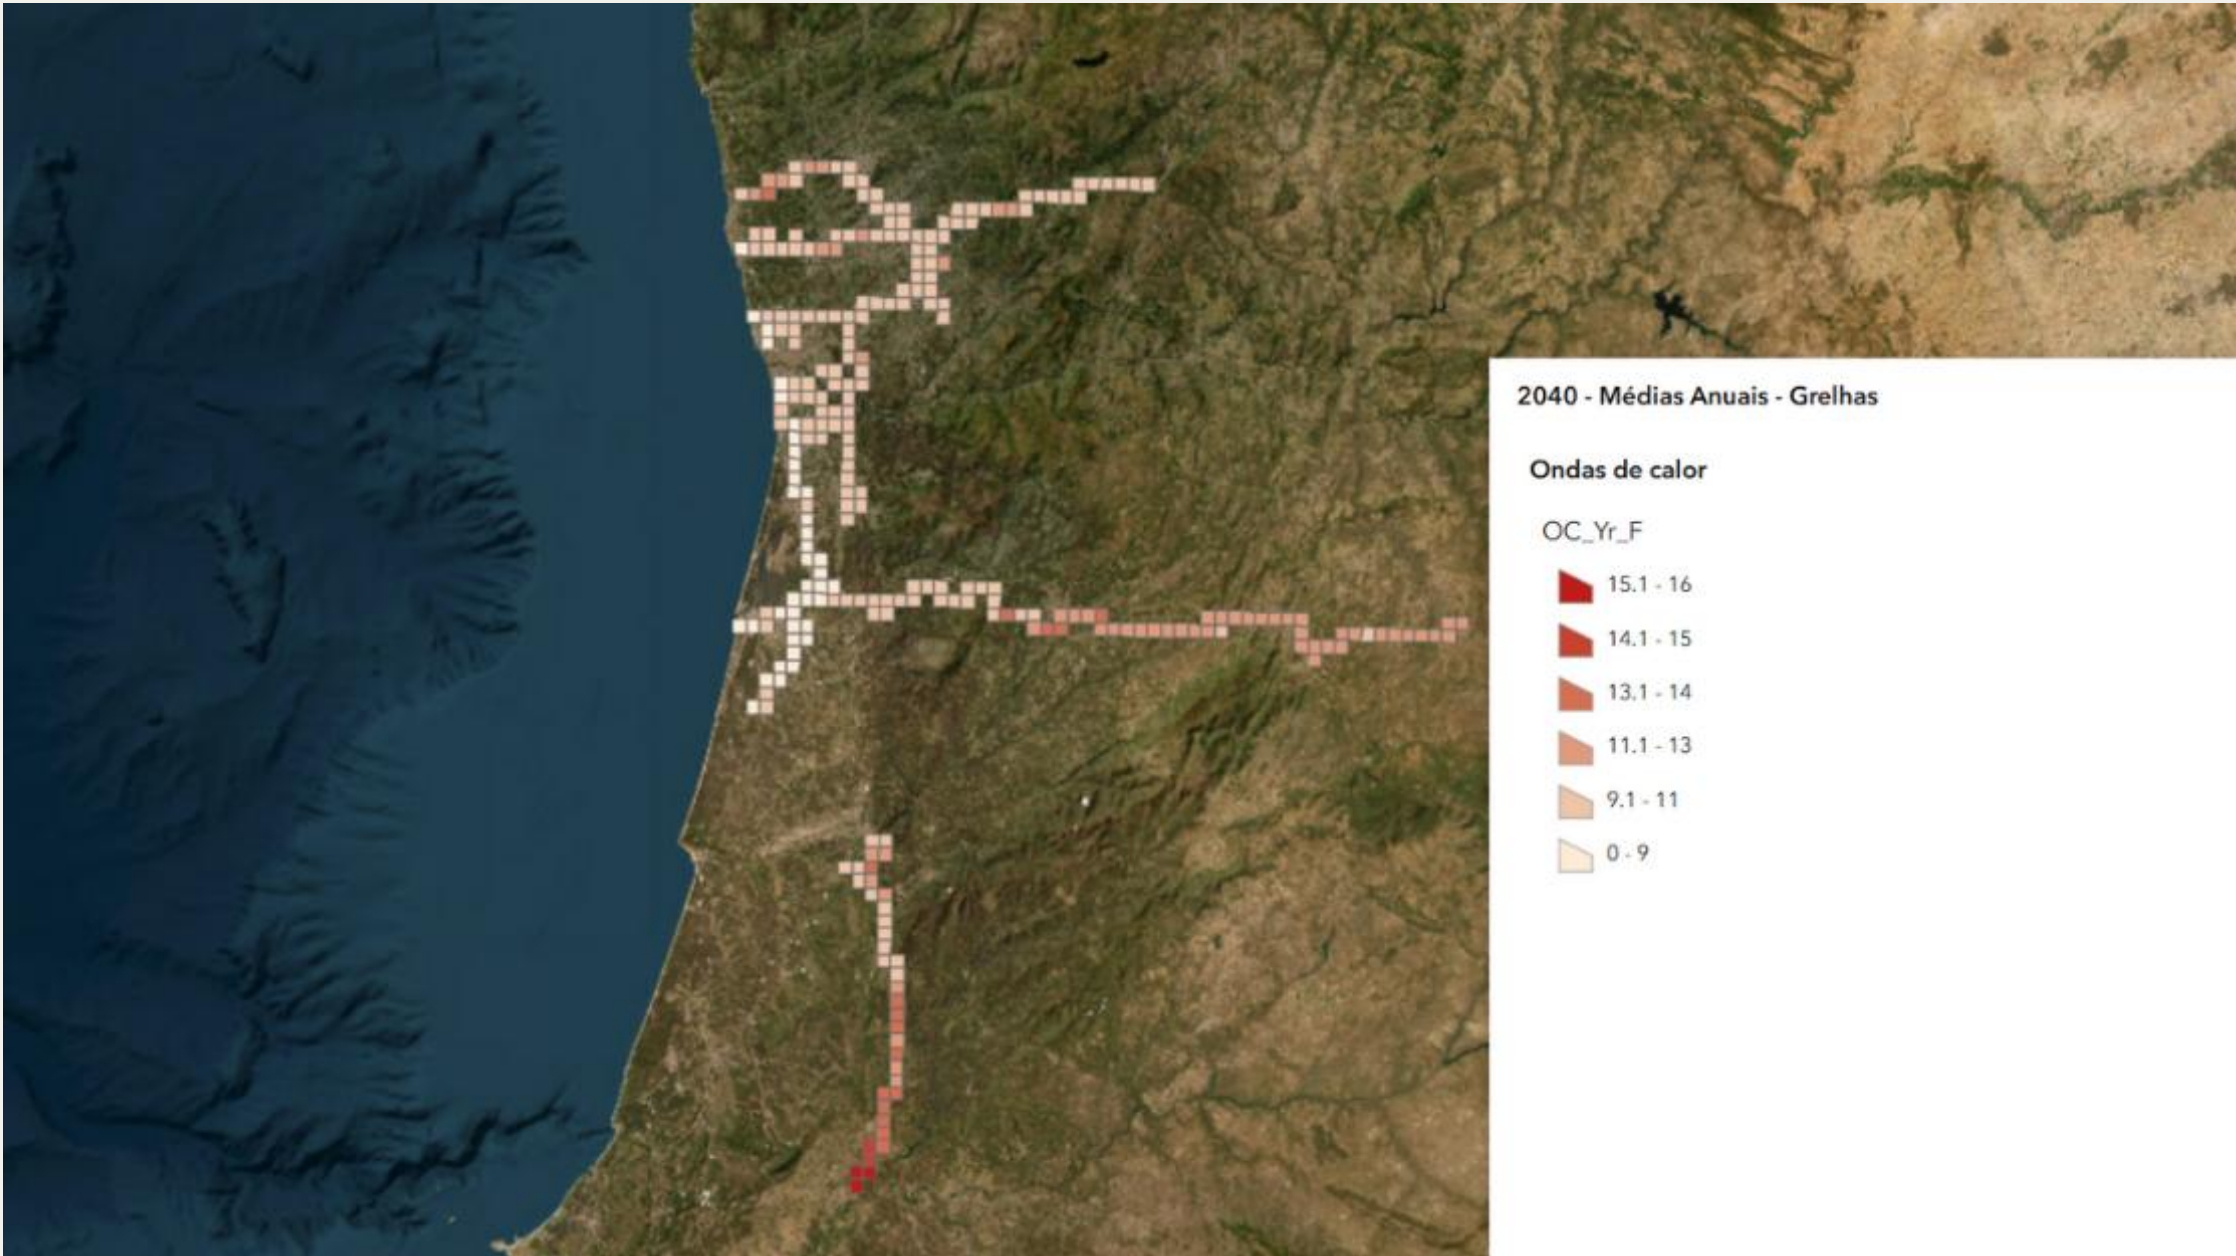 2040 - Médias Anuais - Grelhas
Ondas de calor
OC_Yr_F
15.1 - 16
14.1 - 15
13.1 - 14
11.1 - 13
9.1 - 11
0 - 9